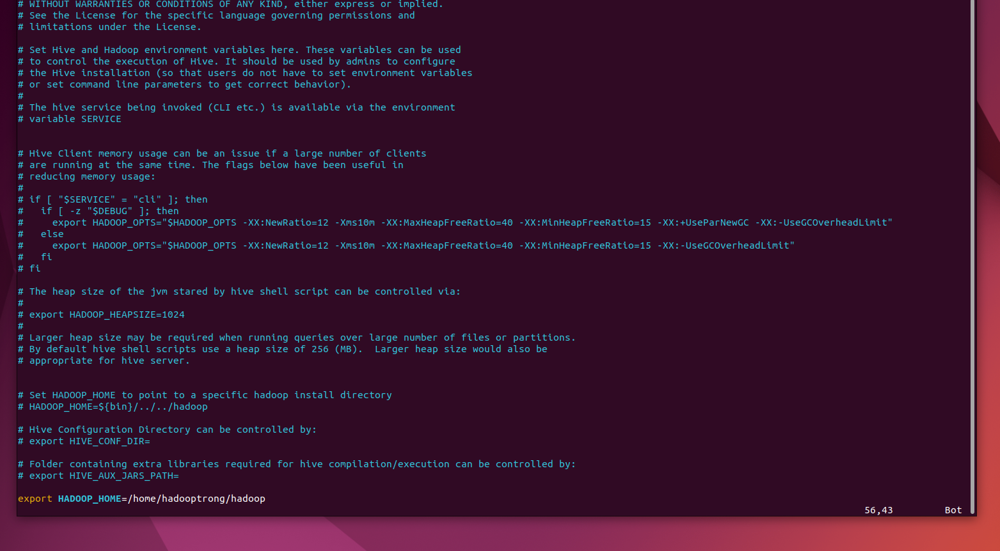 # WITHOUT WARRANTIES OR CONDITIONS OF ANY KIND, either express or implied.
# See the License for the specific language governing permissions and
# limitations under the License.
# Set Hive and Hadoop environment variables here. These variables can be used
# to control the execution of Hive. It should be used by admins to configure
# the Hive installation (so that users do not have to set environment variables
# or set command line parameters to get correct behavior).
#
# The hive service being invoked (CLI etc.) is available via the environment
# variable SERVICE
# Hive Client memory usage can be an issue if a large number of clients
# are running at the same time. The flags below have been useful in
# reducing memory usage:
#
# if [ "$SERVICE" = "cli" ]; then
#   if [ -z "$DEBUG" ]; then
#     export HADOOP_OPTS="$HADOOP_OPTS -XX:NewRatio=12 -Xms10m -XX:MaxHeapFreeRatio=40 -XX:MinHeapFreeRatio=15 -XX:+UseParNewGC -XX:-UseGCOverheadLimit"
#   else
#     export HADOOP_OPTS="$HADOOP_OPTS -XX:NewRatio=12 -Xms10m -XX:MaxHeapFreeRatio=40 -XX:MinHeapFreeRatio=15 -XX:-UseGCOverheadLimit"
#   fi
# fi
# The heap size of the jvm stared by hive shell script can be controlled via:
#
# export HADOOP_HEAPSIZE=1024
#
# Larger heap size may be required when running queries over large number of files or partitions.
# By default hive shell scripts use a heap size of 256 (MB).  Larger heap size would also be
# appropriate for hive server.
# Set HADOOP_HOME to point to a specific hadoop install directory
# HADOOP_HOME=${bin}/../../hadoop
# Hive Configuration Directory can be controlled by:
# export HIVE_CONF_DIR=
# Folder containing extra libraries required for hive compilation/execution can be controlled by:
# export HIVE_AUX_JARS_PATH=
export HADOOP_HOME=/home/hadooptrong/hadoop
56,43 Bot